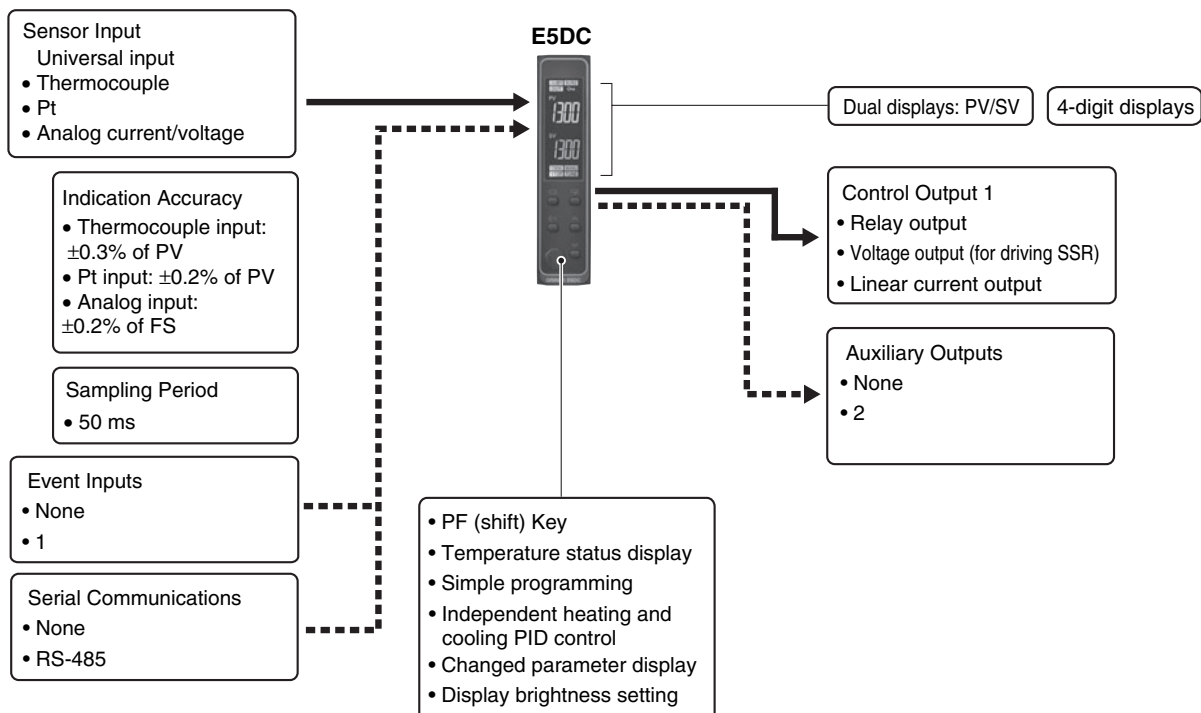 Sensor Input
Universal input
• Thermocouple
• Pt
• Analog current/voltage
Indication Accuracy
• Thermocouple input:
±0.3% of PV
• Pt input: ±0.2% of PV
• Analog input:
±0.2% of FS
Sampling Period
• 50 ms
Event Inputs
• None
• 1
Serial Communications
• None
• RS-485
E5DC
PV
1300
SV
1300
Dual displays: PV/SV
4-digit displays
Control Output 1
• Relay output
• Voltage output (for driving SSR)
• Linear current output
Auxiliary Outputs
• None
• 2
• PF (shift) Key
• Temperature status display
• Simple programming
• Independent heating and
cooling PID control
• Changed parameter display
• Display brightness setting